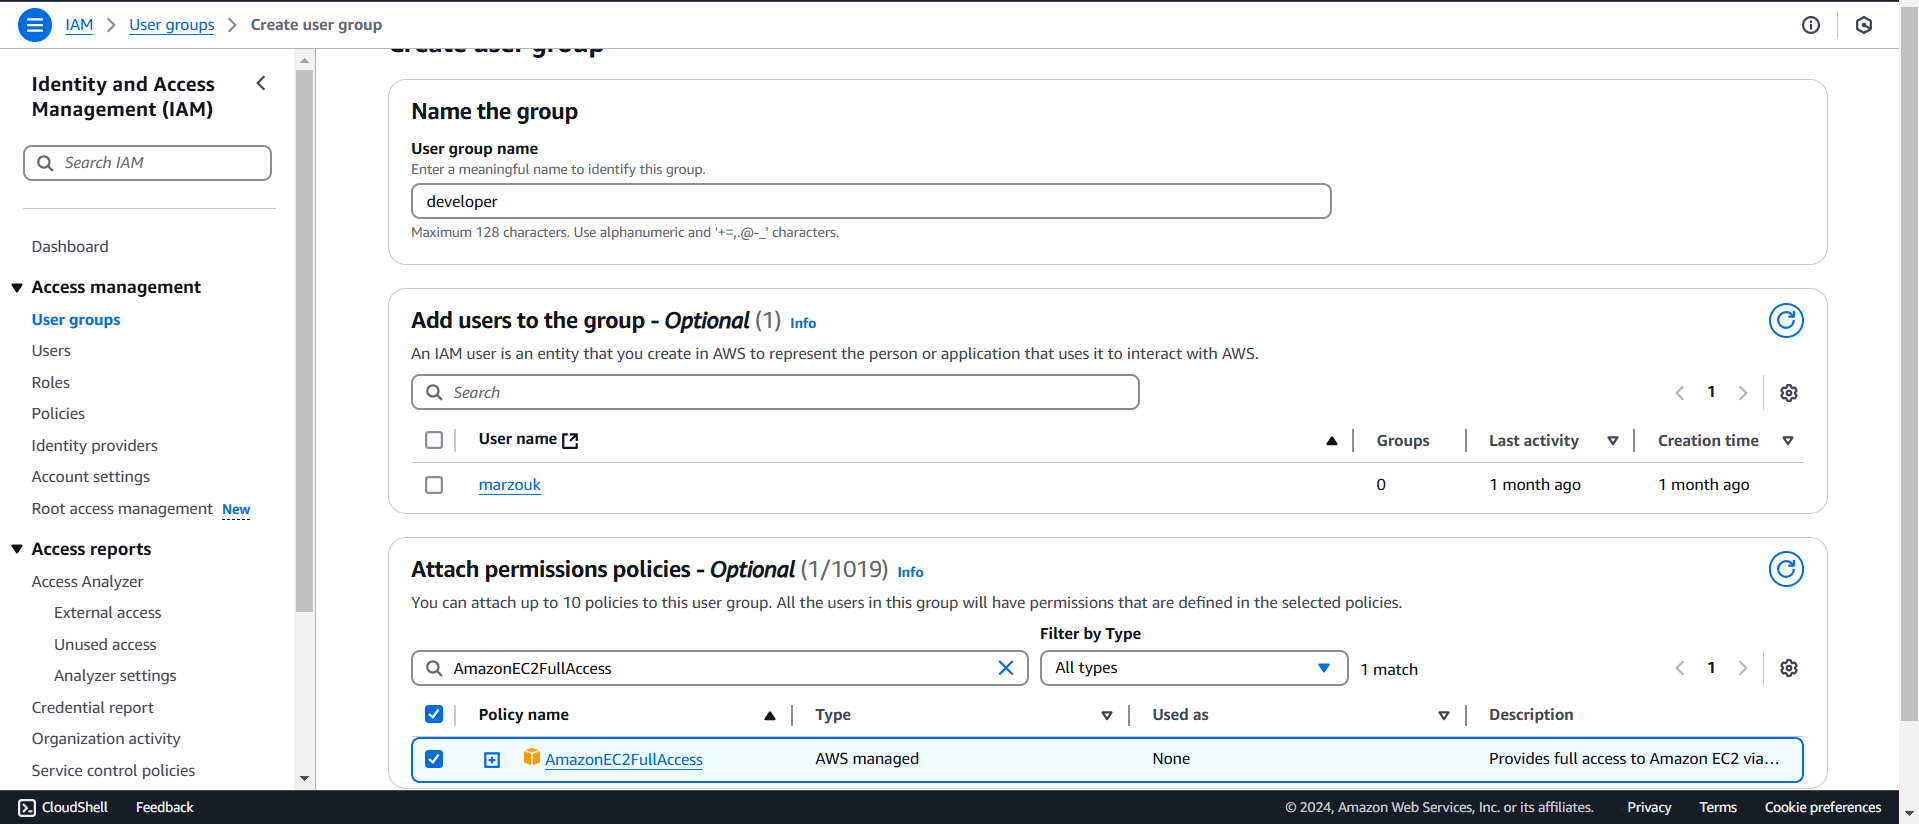 IAM > User groups > Create user group
Identity and Access
Management (IAM)
Search IAM
Dashboard
Access management
User groups
Users
Roles
Policies
Identity providers
Account settings
Root access management New
Access reports
Access Analyzer
External access
Unused access
Analyzer settings
Credential report
Organization activity
Service control policies
Create user group
Name the group
User group name
Enter a meaningful name to identify this group.
developer
Maximum 128 characters. Use alphanumeric and '+=,.@-_' characters.
Add users to the group - Optional (1) Info
An IAM user is an entity that you create in AWS to represent the person or application that uses it to interact with AWS.
Search
1
User name Groups Last activity Creation time
marzouk 0 1 month ago 1 month ago
Attach permissions policies - Optional (1/1019) Info
You can attach up to 10 policies to this user group. All the users in this group will have permissions that are defined in the selected policies.
Filter by Type
AmazonEC2FullAccess All types 1 match 1
Policy name Type Used as Description
AmazonEC2FullAccess AWS managed None Provides full access to Amazon EC2 via...
CloudShell Feedback © 2024, Amazon Web Services, Inc. or its affiliates. Privacy Terms Cookie preferences